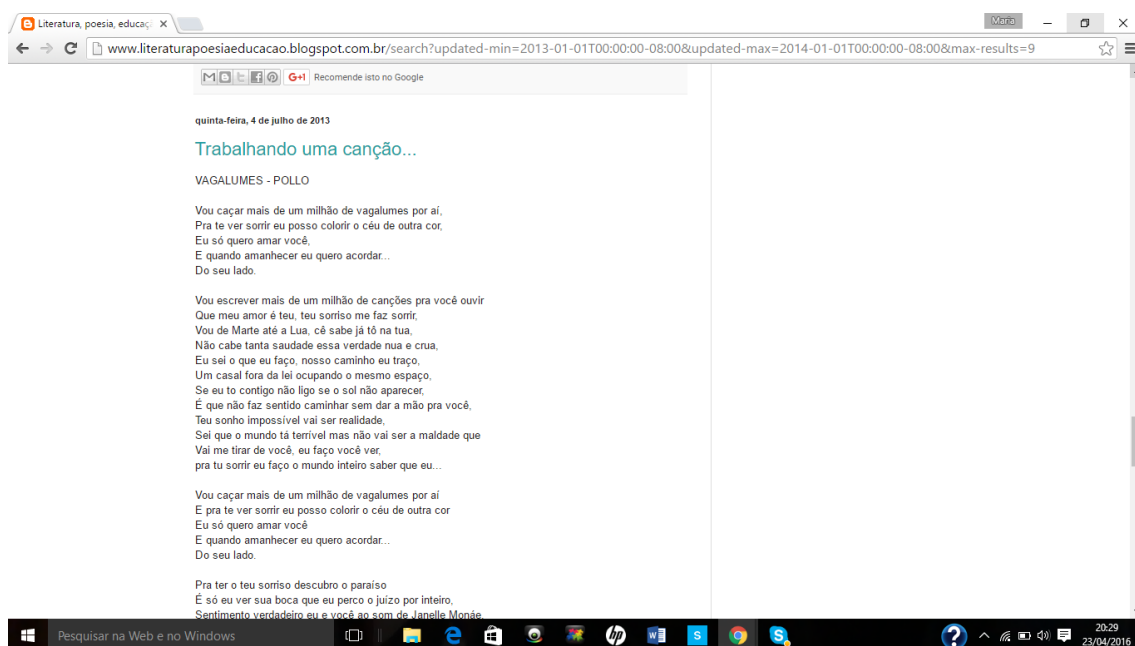 Literatura, poesia, educaç
Maria
www.literaturapoesiaeducacao.blogspot.com.br/search?updated-min=2013-01-01T00:00:00-08:00&updated-max=2014-01-01T00:00:00-08:00&max-results=9
G+1 Recomende isto no Google
quinta-feira, 4 de julho de 2013
Trabalhando uma canção...
VAGALUMES - POLLO
Vou caçar mais de um milhão de vagalumes por aí,
Pra te ver sorrir eu posso colorir o céu de outra cor,
Eu só quero amar você,
E quando amanhecer eu quero acordar...
Do seu lado.
Vou escrever mais de um milhão de canções pra você ouvir
Que meu amor é teu, teu sorriso me faz sorrir,
Vou de Marte até a Lua, cê sabe já tô na tua,
Não cabe tanta saudade essa verdade nua e crua,
Eu sei o que eu faço, nosso caminho eu traço,
Um casal fora da lei ocupando o mesmo espaço,
Se eu to contigo não ligo se o sol não aparecer,
É que não faz sentido caminhar sem dar a mão pra você,
Teu sonho impossível vai ser realidade,
Sei que o mundo tá terrível mas não vai ser a maldade que
Vai me tirar de você, eu faço você ver,
pra tu sorrir eu faço o mundo inteiro saber que eu...
Vou caçar mais de um milhão de vagalumes por aí
E pra te ver sorrir eu posso colorir o céu de outra cor
Eu só quero amar você
E quando amanhecer eu quero acordar...
Do seu lado.
Pra ter o teu sorriso descubro o paraíso
É só eu ver sua boca que eu perco o juízo por inteiro,
Sentimento verdadeiro eu e você ao som de Janelle Monáe,
Pesquisar na Web e no Windows
20:29
23/04/2016